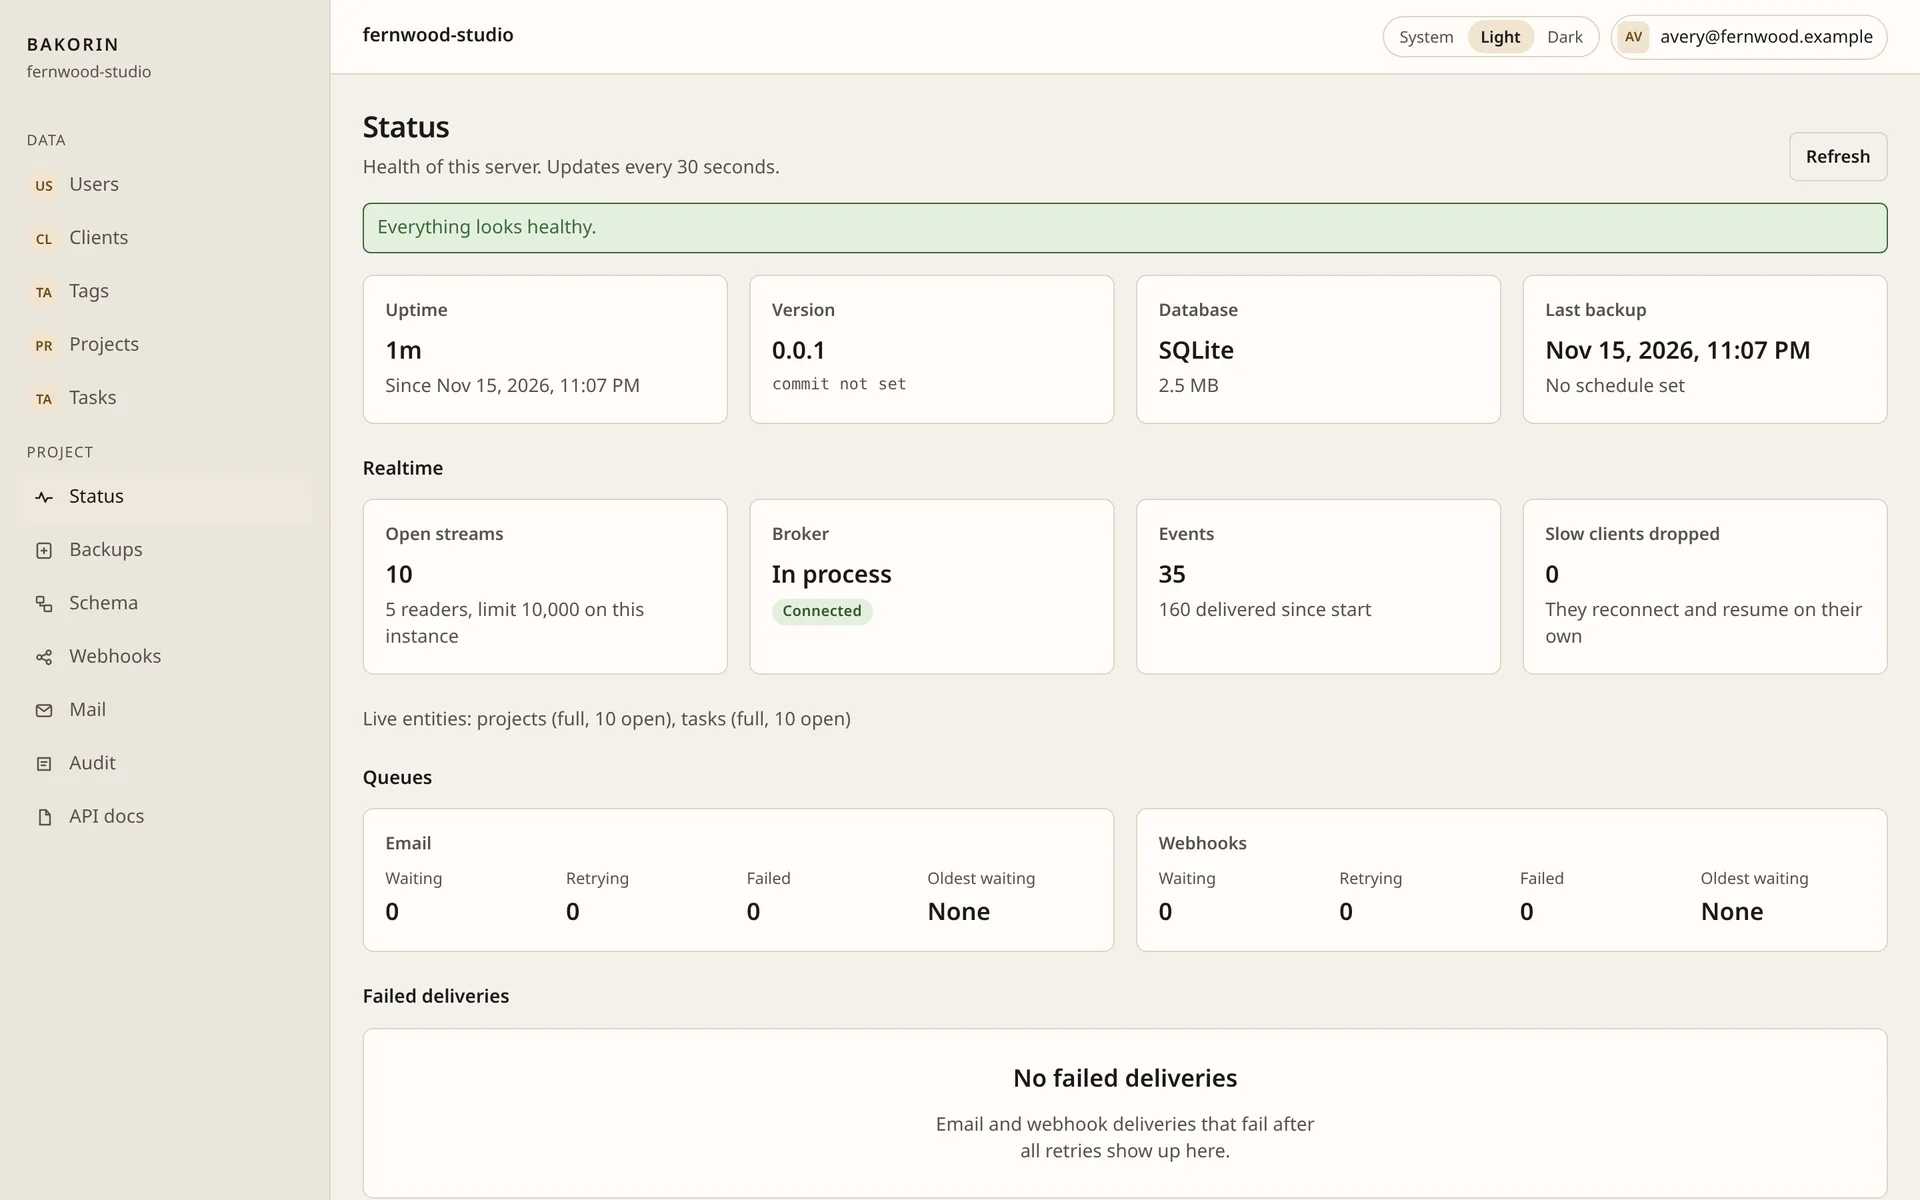 BAKORIN
fernwood-studio
DATA
US Users
CL Clients
TA Tags
PR Projects
TA Tasks
PROJECT
Status
Backups
Schema
Webhooks
Mail
Audit
API docs
fernwood-studio
System Light Dark
AV avery@fernwood.example
Status
Health of this server. Updates every 30 seconds.
Refresh
Everything looks healthy.
Uptime
1m
Since Nov 15, 2026, 11:07 PM
Version
0.0.1
commit not set
Database
SQLite
2.5 MB
Last backup
Nov 15, 2026, 11:07 PM
No schedule set
Realtime
Open streams
10
5 readers, limit 10,000 on this
instance
Broker
In process
Connected
Events
35
160 delivered since start
Slow clients dropped
0
They reconnect and resume on their
own
Live entities: projects (full, 10 open), tasks (full, 10 open)
Queues
Email
Waiting Retrying Failed Oldest waiting
0 0 0 None
Webhooks
Waiting Retrying Failed Oldest waiting
0 0 0 None
Failed deliveries
No failed deliveries
Email and webhook deliveries that fail after
all retries show up here.